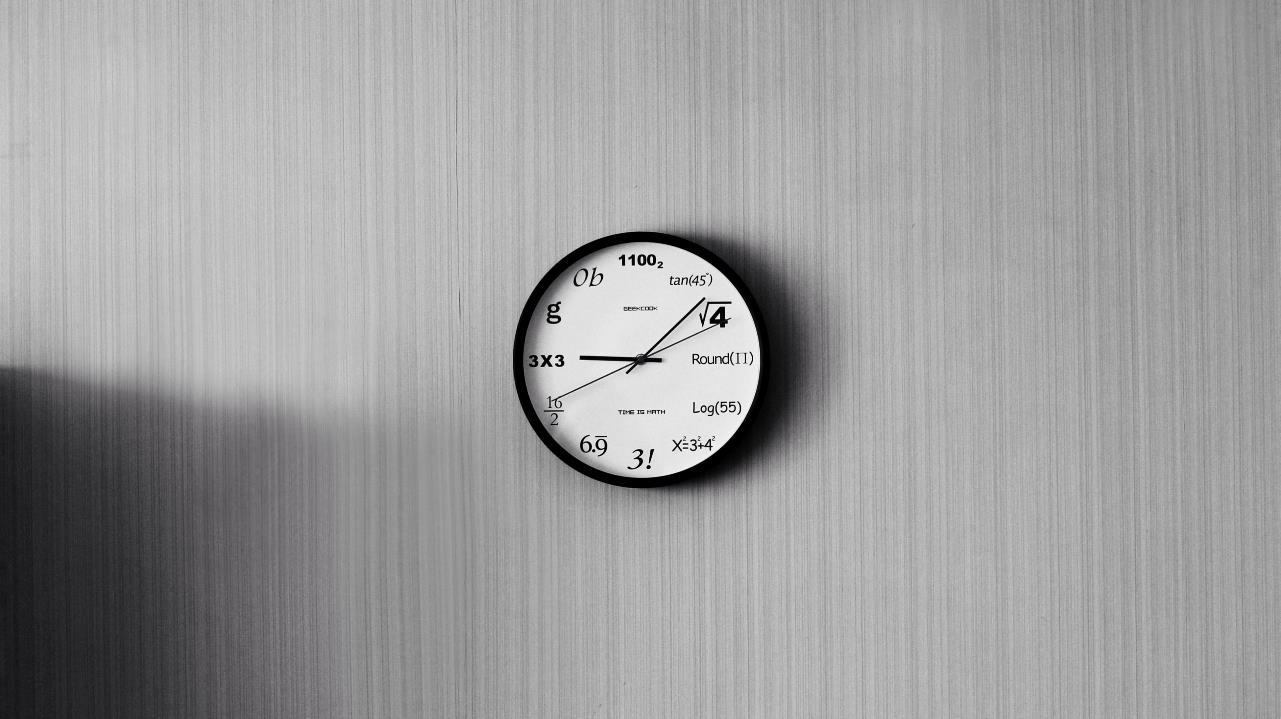 1100₂
0b
tan(45°)
g
GEEKCOOK
√4
3X3
Round(II)
16/2
TIME IS MATH
Log(55)
6.9̅
3!
X²=3²+4²